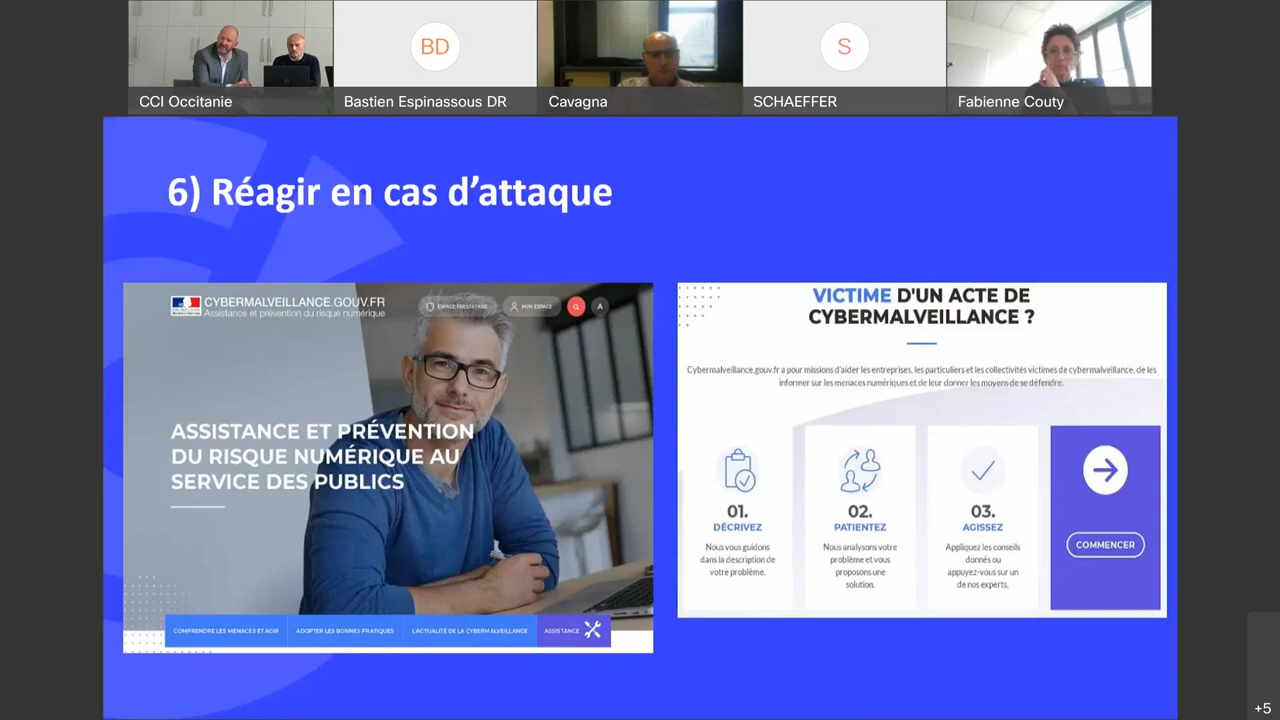 BD
S
CCI Occitanie
Bastien Espinassous DR
Cavagna
SCHAEFFER
Fabienne Couty
6) Réagir en cas d'attaque
CYBERMALVEILLANCE.GOUV.FR
Assistance et prévention du risque numérique
ESPACE PRESTATAIRE
MON ESPACE
A
ASSISTANCE ET PRÉVENTION
DU RISQUE NUMÉRIQUE AU
SERVICE DES PUBLICS
COMPRENDRE LES MENACES ET AGIR
ADOPTER LES BONNES PRATIQUES
L'ACTUALITÉ DE LA CYBERMALVEILLANCE
ASSISTANCE
VICTIME D'UN ACTE DE
CYBERMALVEILLANCE ?
Cybermalveillance.gouv.fr a pour missions d'aider les entreprises, les particuliers et les collectivités victimes de cybermalveillance, de les
informer sur les menaces numériques et de leur donner les moyens de se défendre.
01.
DÉCRIVEZ
Nous vous guidons
dans la description de
votre problème.
02.
PATIENTEZ
Nous analysons votre
problème et vous
proposons une
solution.
03.
AGISSEZ
Appliquez les conseils
donnés ou
appuyez-vous sur un
de nos experts.
COMMENCER
+5